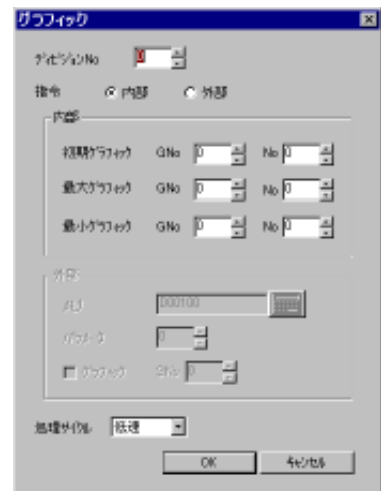 グラフィック
ディビジョンNo 0
指令 内部 外部
内部
初期グラフィック GNo 0 No 0
最大グラフィック GNo 0 No 0
最小グラフィック GNo 0 No 0
外部
メモリ D00100
パラメータ 0
グラフィック GNo 0
処理サイクル 低速
OK キャンセル